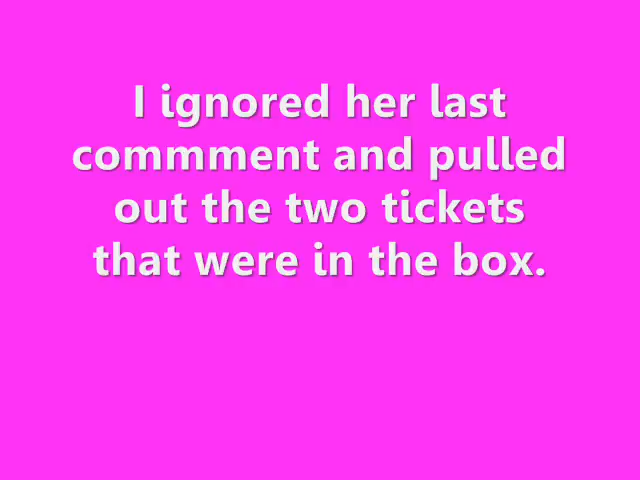 I ignored her last
commment and pulled
out the two tickets
that were in the box.